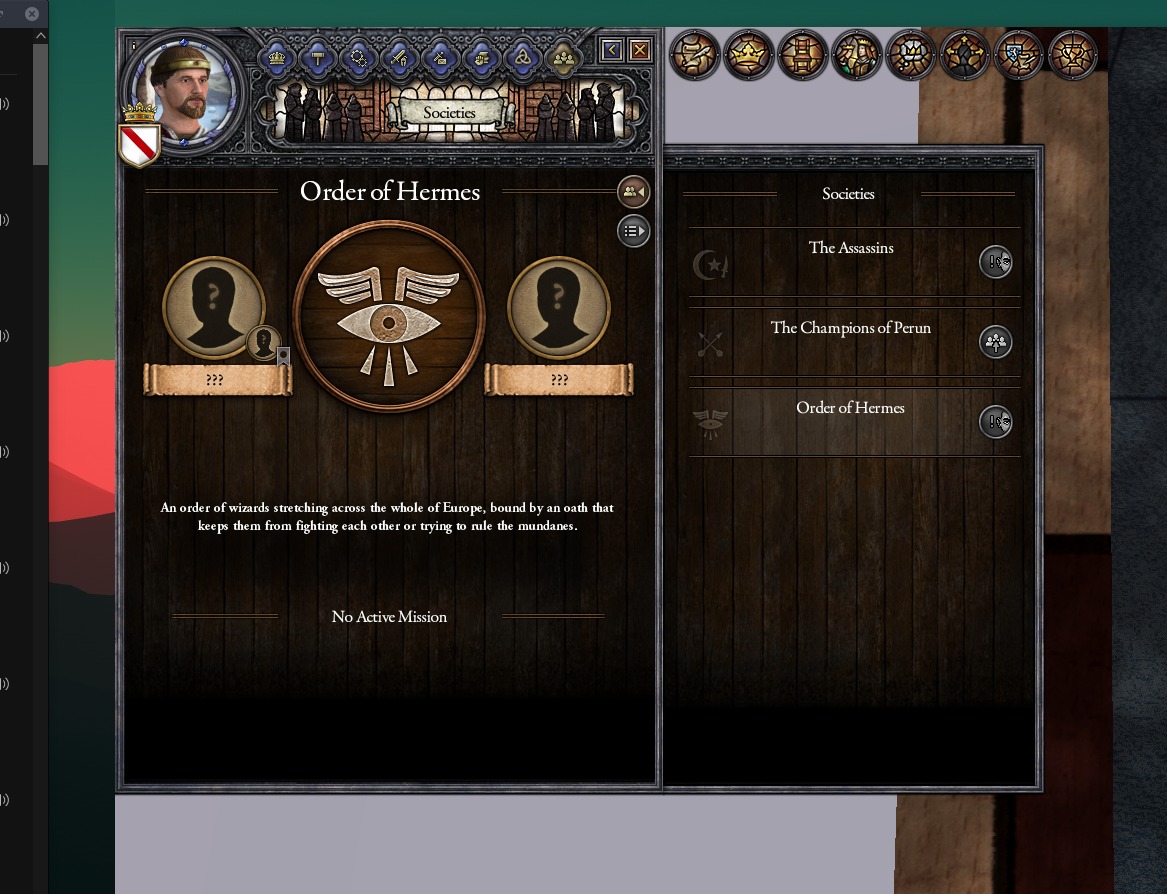 Societies
Order of Hermes
???
???
An order of wizards stretching across the whole of Europe, bound by an oath that
keeps them from fighting each other or trying to rule the mundanes.
No Active Mission
Societies
The Assassins
The Champions of Perun
Order of Hermes